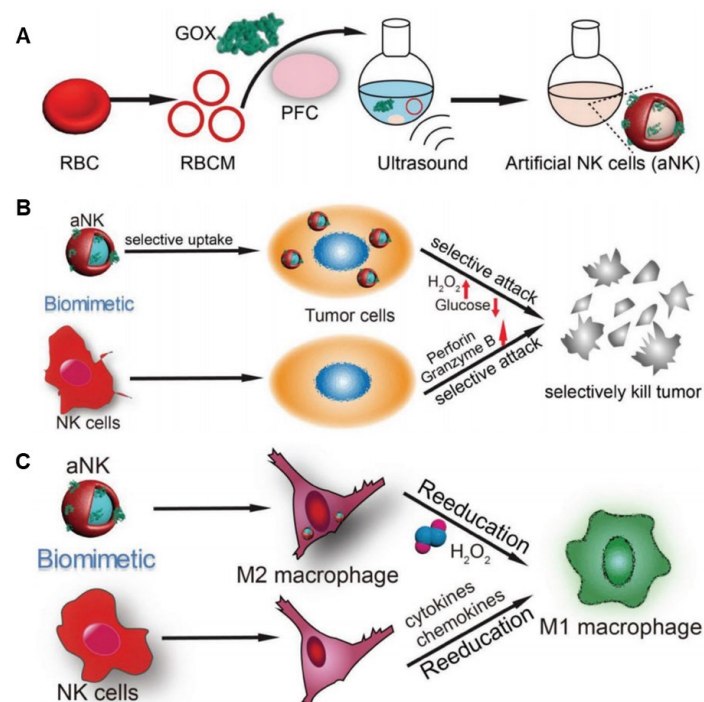 A
GOX
PFC
RBC
RBCM
Ultrasound
Artificial NK cells (aNK)
B
aNK
selective uptake
Biomimetic
Tumor cells
selective attack
H₂O₂
Glucose
Perforin
Granzyme B
selective attack
NK cells
selectively kill tumor
C
aNK
Biomimetic
M2 macrophage
Reeducation
H₂O₂
cytokines
chemokines
Reeducation
M1 macrophage
NK cells